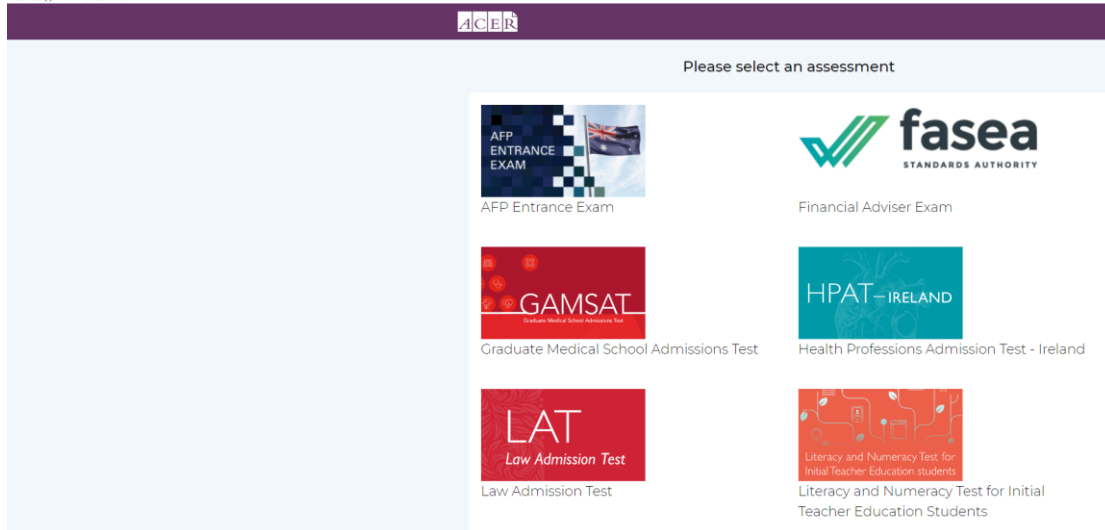 ACER
Please select an assessment
AFP
ENTRANCE
EXAM
AFP Entrance Exam
fasea
STANDARDS AUTHORITY
Financial Adviser Exam
GAMSAT
Graduate Medical School Admissions Test
Graduate Medical School Admissions Test
HPAT–IRELAND
Health Professions Admission Test - Ireland
LAT
Law Admission Test
Law Admission Test
Literacy and Numeracy Test for
Initial Teacher Education students
Literacy and Numeracy Test for Initial
Teacher Education Students